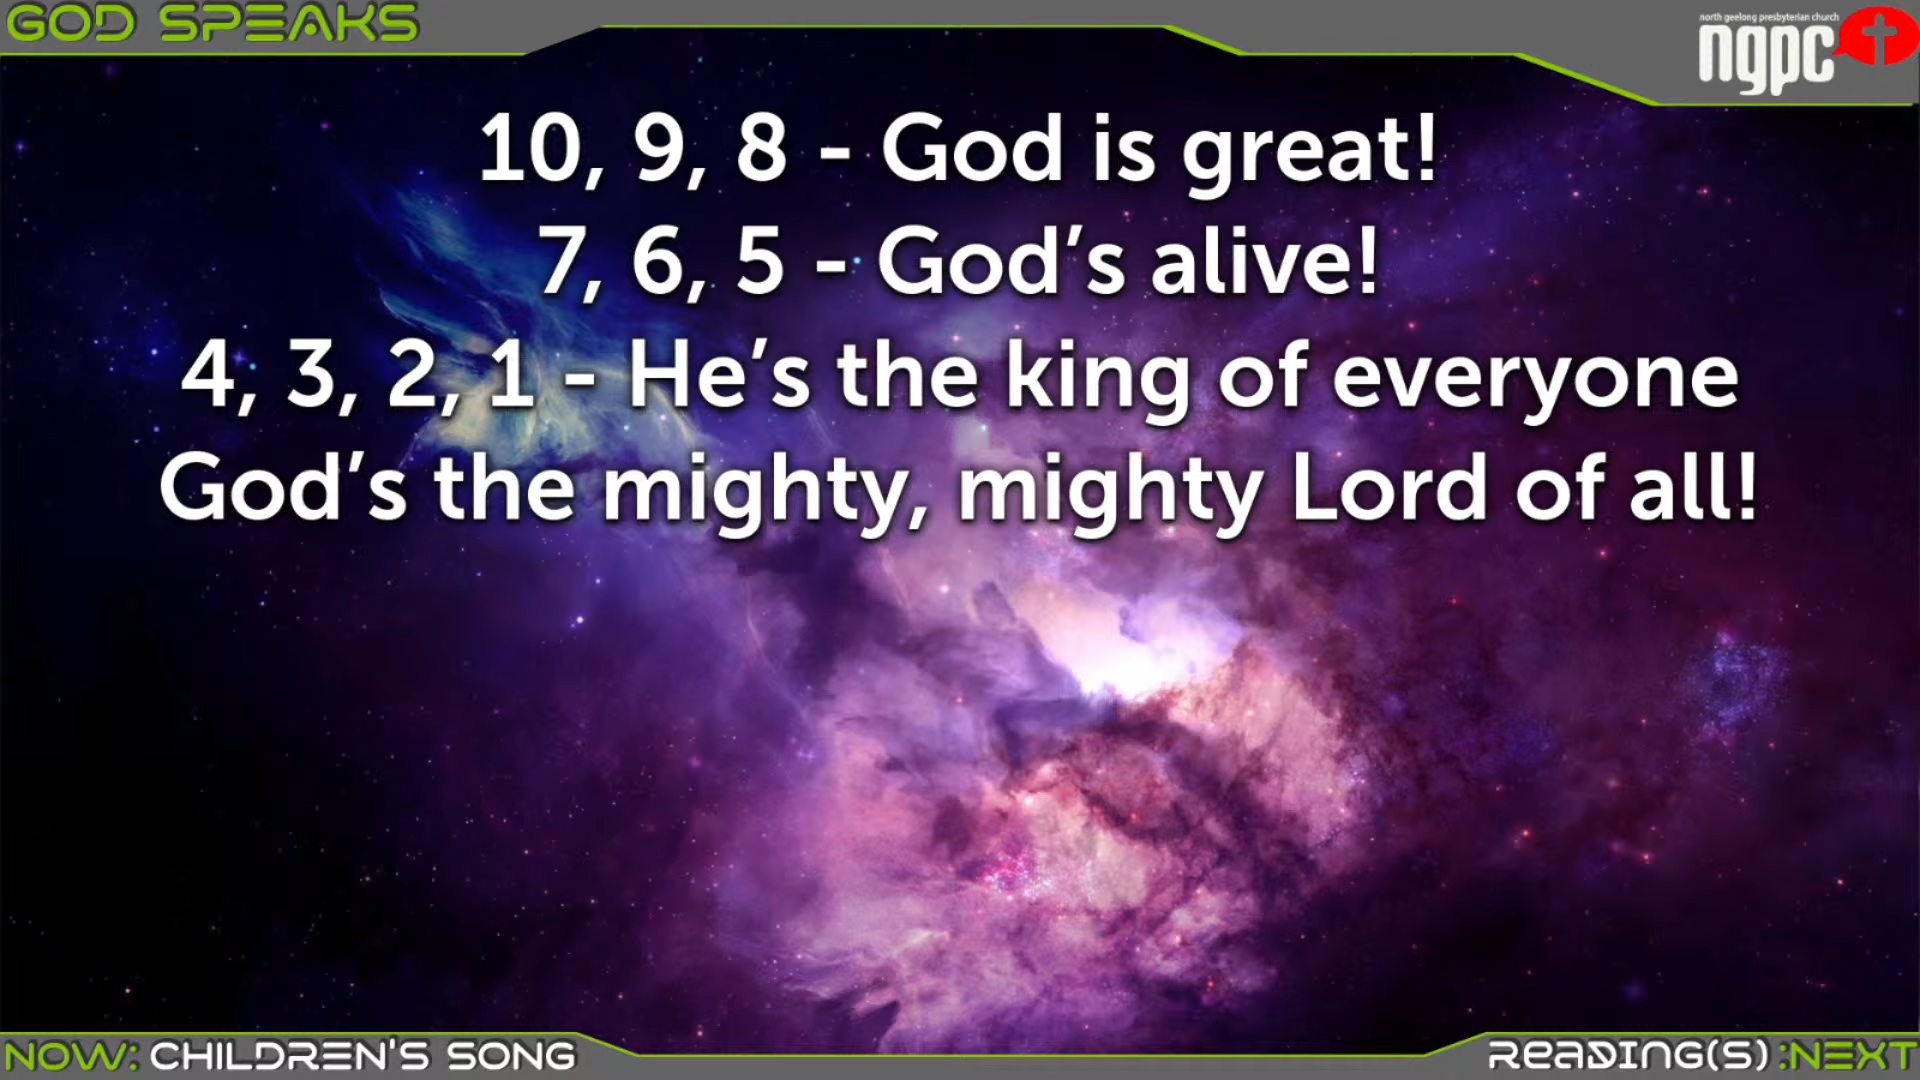 GOD SPEAKS
north geelong presbyterian church
ngpc
10, 9, 8 - God is great!
7, 6, 5 - God’s alive!
4, 3, 2, 1 - He’s the king of everyone
God’s the mighty, mighty Lord of all!
NOW: CHILDREN'S SONG
READING(S) :NEXT